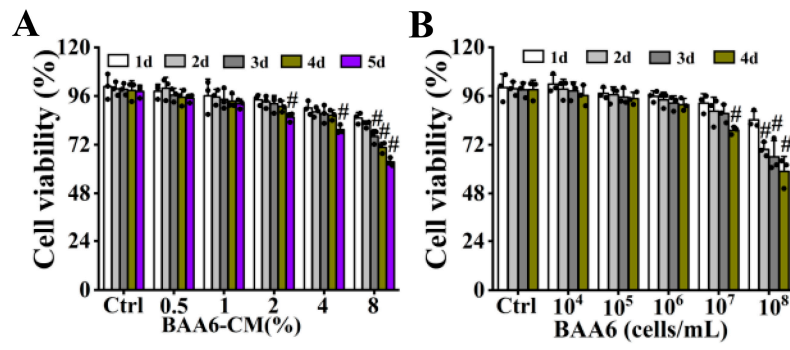 A
Cell viability (%)
120
96
72
48
24
0
1d 2d 3d 4d 5d
# # # # #
Ctrl 0.5 1 2 4 8
BAA6-CM(%)
B
Cell viability (%)
120
96
72
48
24
0
1d 2d 3d 4d
# # # #
Ctrl 10⁴ 10⁵ 10⁶ 10⁷ 10⁸
BAA6 (cells/mL)